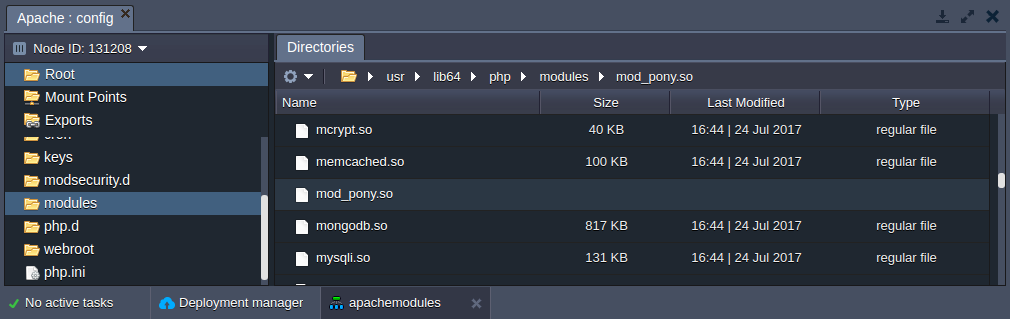 Apache : config
Node ID: 131208
Root
Mount Points
Exports
cron
keys
modsecurity.d
modules
php.d
webroot
php.ini
Directories
usr lib64 php modules mod_pony.so
Name Size Last Modified Type
mcrypt.so 40 KB 16:44 | 24 Jul 2017 regular file
memcached.so 100 KB 16:44 | 24 Jul 2017 regular file
mod_pony.so
mongodb.so 817 KB 16:44 | 24 Jul 2017 regular file
mysqli.so 131 KB 16:44 | 24 Jul 2017 regular file
No active tasks Deployment manager apachemodules